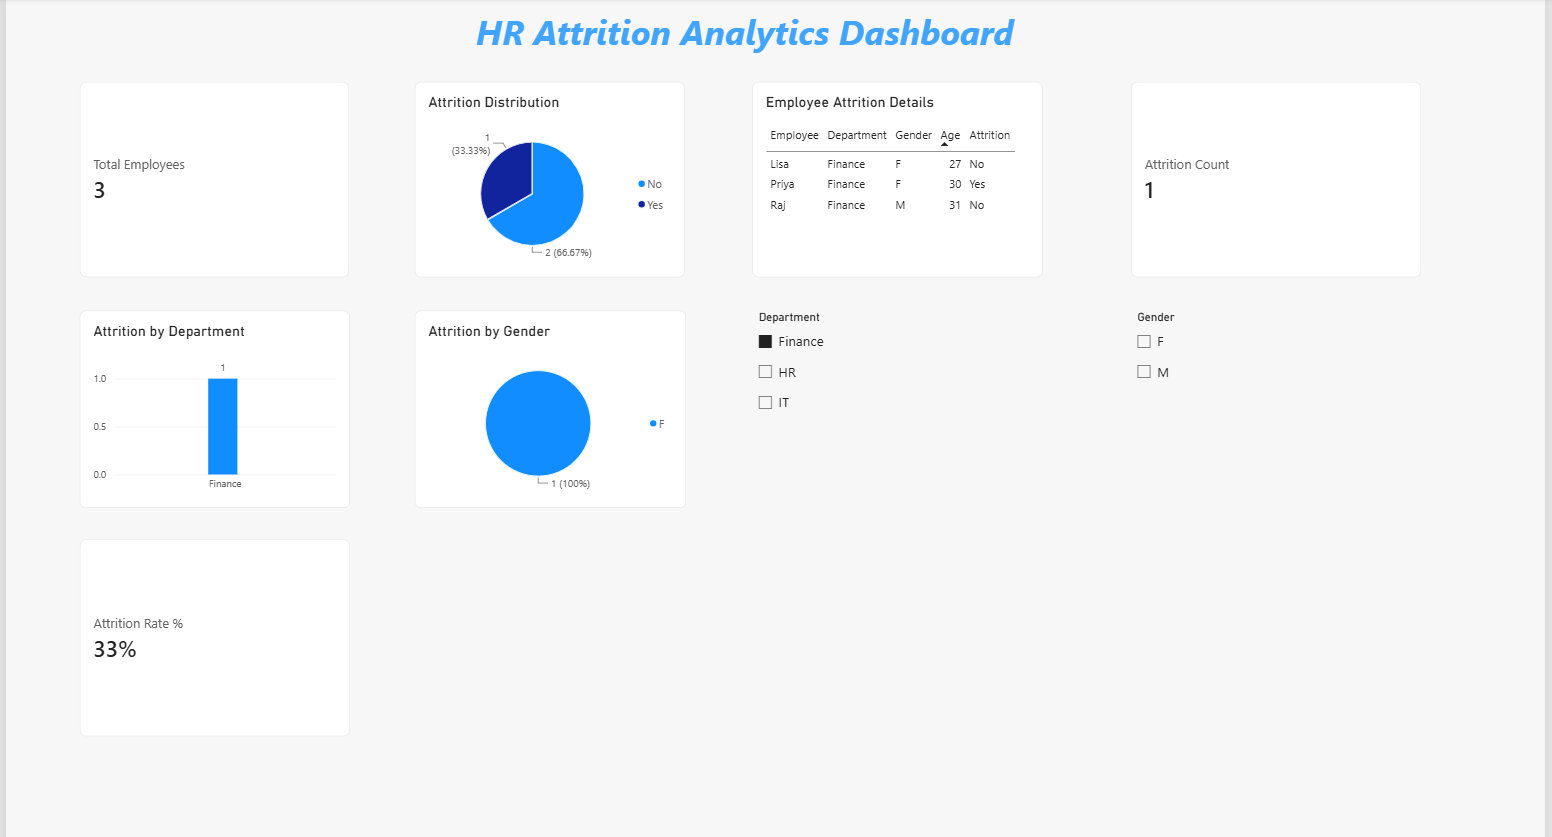 HR Attrition Analytics Dashboard
Total Employees
3
Attrition Distribution
1
(33.33%)
2 (66.67%)
No
Yes
Employee Attrition Details
Employee Department Gender Age Attrition
Lisa Finance F 27 No
Priya Finance F 30 Yes
Raj Finance M 31 No
Attrition Count
1
Attrition by Department
1
1.0
0.5
0.0
Finance
Attrition by Gender
F
1 (100%)
Department
Finance
HR
IT
Gender
F
M
Attrition Rate %
33%